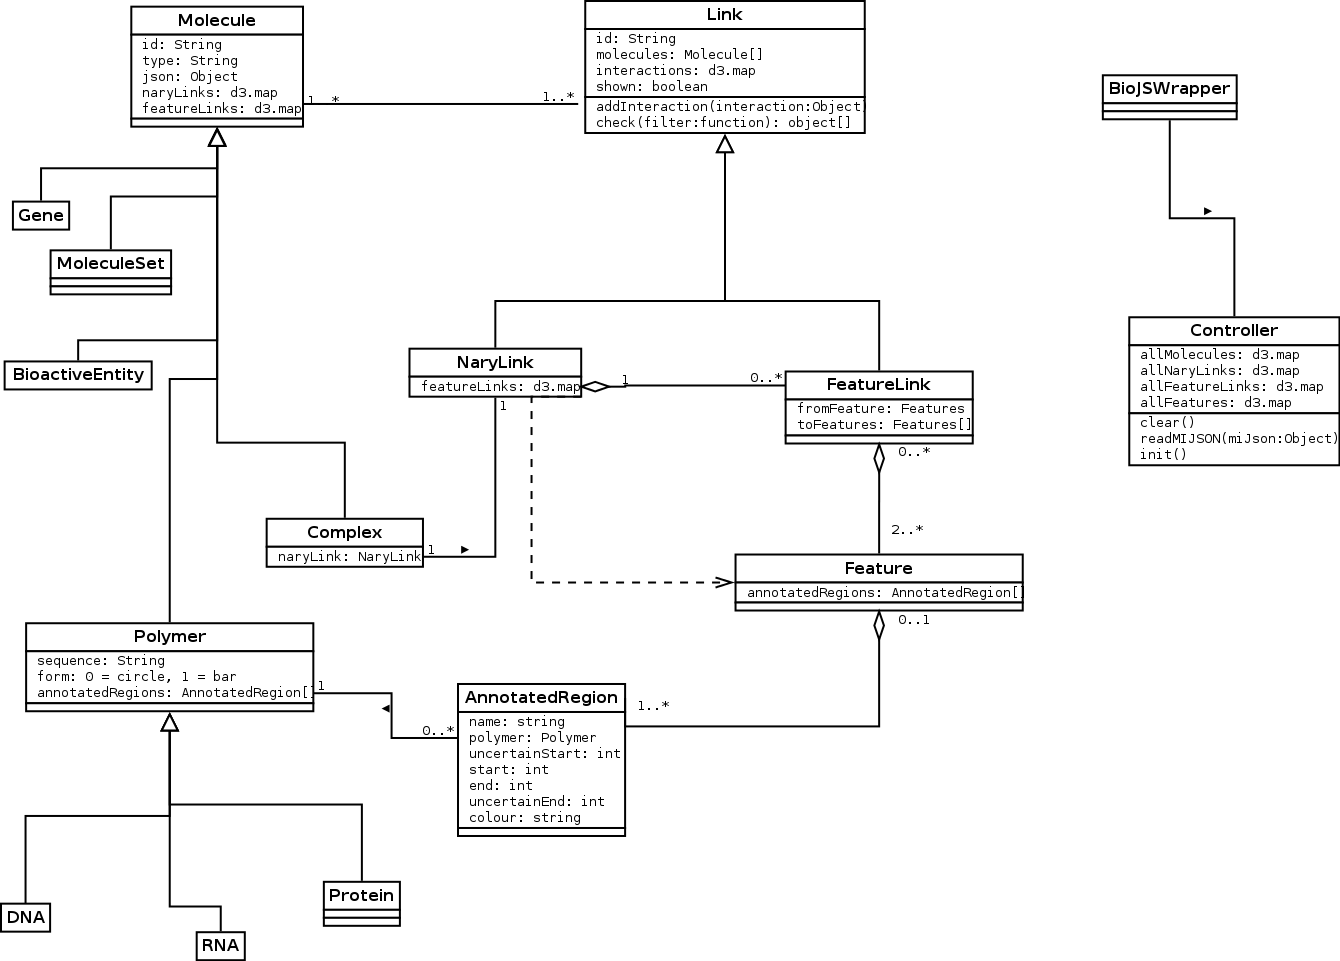 Molecule
id: String
type: String
json: Object
naryLinks: d3.map
featureLinks: d3.map
1..*
1..*
Link
id: String
molecules: Molecule[]
interactions: d3.map
shown: boolean
addInteraction(interaction:Object)
check(filter:function): object[]
BioJSWrapper
Gene
MoleculeSet
BioactiveEntity
NaryLink
featureLinks: d3.map
1
0..*
1
FeatureLink
fromFeature: Features
toFeatures: Features[]
0..*
2..*
Controller
allMolecules: d3.map
allNaryLinks: d3.map
allFeatureLinks: d3.map
allFeatures: d3.map
clear()
readMIJSON(miJson:Object)
init()
Complex
naryLink: NaryLink
1
Feature
annotatedRegions: AnnotatedRegion[]
0..1
Polymer
sequence: String
form: 0 = circle, 1 = bar
annotatedRegions: AnnotatedRegion[]
1
0..*
AnnotatedRegion
name: string
polymer: Polymer
uncertainStart: int
start: int
end: int
uncertainEnd: int
colour: string
1..*
DNA
RNA
Protein